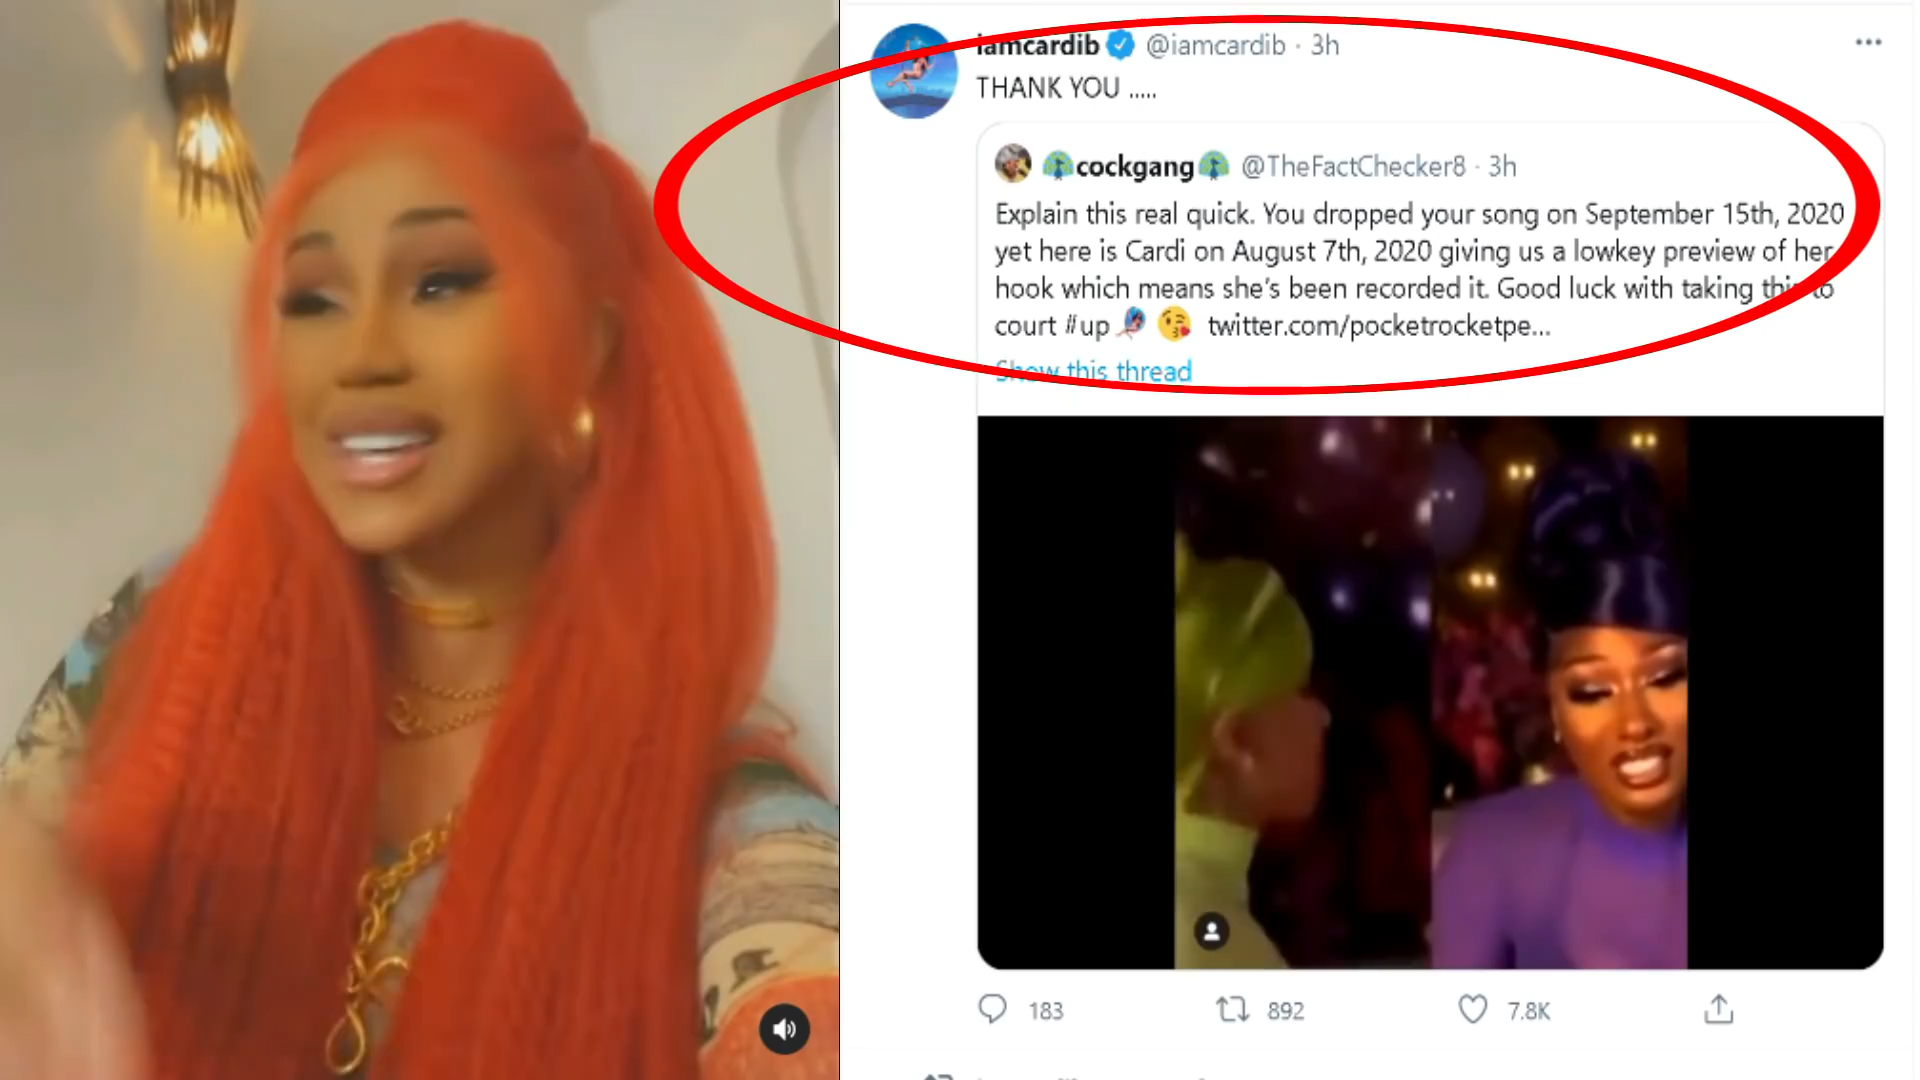 iamcardib @iamcardib · 3h
THANK YOU .....
cockgang @TheFactChecker8 · 3h
Explain this real quick. You dropped your song on September 15th, 2020
yet here is Cardi on August 7th, 2020 giving us a lowkey preview of her
hook which means she's been recorded it. Good luck with taking this to
court #up twitter.com/pocketrocketpe...
Show this thread
183 892 7.8K